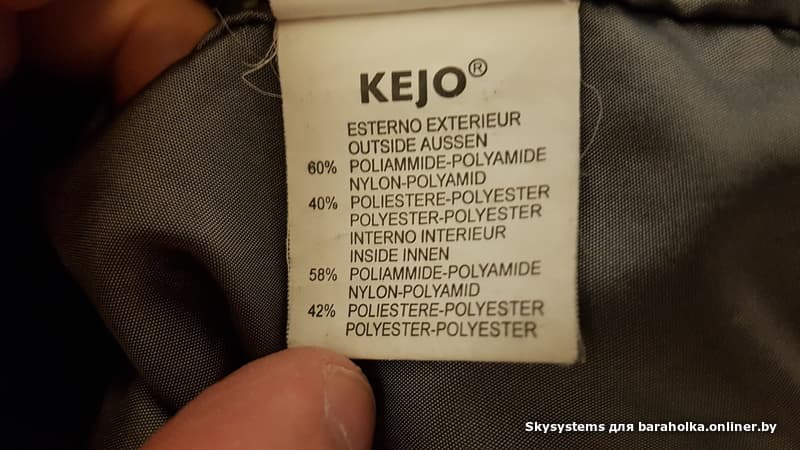 KEJO®
ESTERNO EXTERIEUR
OUTSIDE AUSSEN
60% POLIAMMIDE-POLYAMIDE
NYLON-POLYAMID
40% POLIESTERE-POLYESTER
POLYESTER-POLYESTER
INTERNO INTERIEUR
INSIDE INNEN
58% POLIAMMIDE-POLYAMIDE
NYLON-POLYAMID
42% POLIESTERE-POLYESTER
POLYESTER-POLYESTER
Skysystems для baraholka.onliner.by